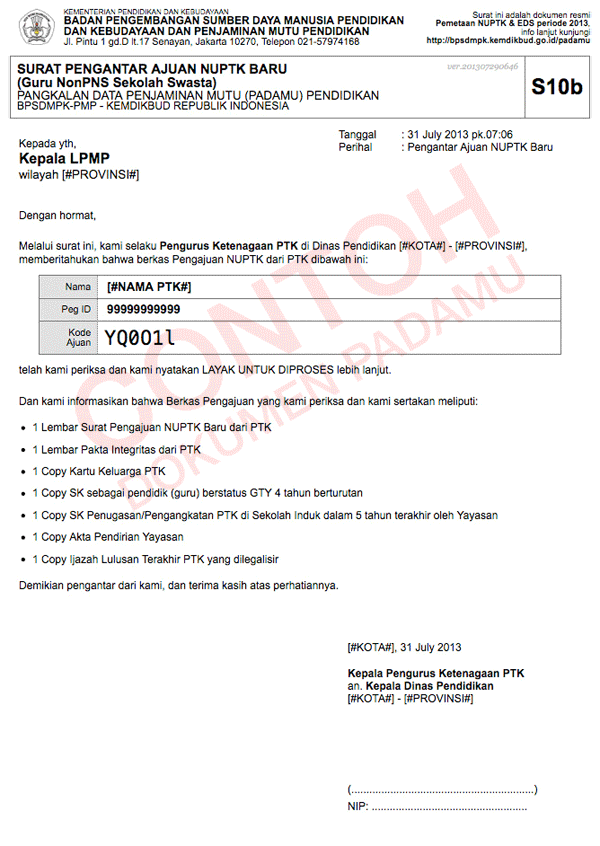 KEMENTERIAN PENDIDIKAN DAN KEBUDAYAAN
BADAN PENGEMBANGAN SUMBER DAYA MANUSIA PENDIDIKAN
DAN KEBUDAYAAN DAN PENJAMINAN MUTU PENDIDIKAN
Jl. Pintu 1 gd.D lt.17 Senayan, Jakarta 10270, Telepon 021-57974168
Surat ini adalah dokumen resmi
Pemetaan NUPTK & EDS periode 2013,
info lanjut kunjungi
http://bpsdmpk.kemdikbud.go.id/padamu
SURAT PENGANTAR AJUAN NUPTK BARU
(Guru NonPNS Sekolah Swasta)
PANGKALAN DATA PENJAMINAN MUTU (PADAMU) PENDIDIKAN
BPSDMPK-PMP - KEMDIKBUD REPUBLIK INDONESIA
ver.201307290646
S10b
Tanggal : 31 July 2013 pk.07:06
Perihal : Pengantar Ajuan NUPTK Baru
Kepada yth,
Kepala LPMP
wilayah [#PROVINSI#]
Dengan hormat,
Melalui surat ini, kami selaku Pengurus Ketenagaan PTK di Dinas Pendidikan [#KOTA#] - [#PROVINSI#],
memberitahukan bahwa berkas Pengajuan NUPTK dari PTK dibawah ini:
Nama [#NAMA PTK#]
Peg ID 99999999999
Kode Ajuan YQ0O1l
telah kami periksa dan kami nyatakan LAYAK UNTUK DIPROSES lebih lanjut.
Dan kami informasikan bahwa Berkas Pengajuan yang kami periksa dan kami sertakan meliputi:
• 1 Lembar Surat Pengajuan NUPTK Baru dari PTK
• 1 Lembar Pakta Integritas dari PTK
• 1 Copy Kartu Keluarga PTK
• 1 Copy SK sebagai pendidik (guru) berstatus GTY 4 tahun berturutan
• 1 Copy SK Penugasan/Pengangkatan PTK di Sekolah Induk dalam 5 tahun terakhir oleh Yayasan
• 1 Copy Akta Pendirian Yayasan
• 1 Copy Ijazah Lulusan Terakhir PTK yang dilegalisir
Demikian pengantar dari kami, dan terima kasih atas perhatiannya.
[#KOTA#], 31 July 2013
Kepala Pengurus Ketenagaan PTK
an. Kepala Dinas Pendidikan
[#KOTA#] - [#PROVINSI#]
(..............................................................)
NIP: .....................................................
CONTOH
DOKUMEN PADAMU